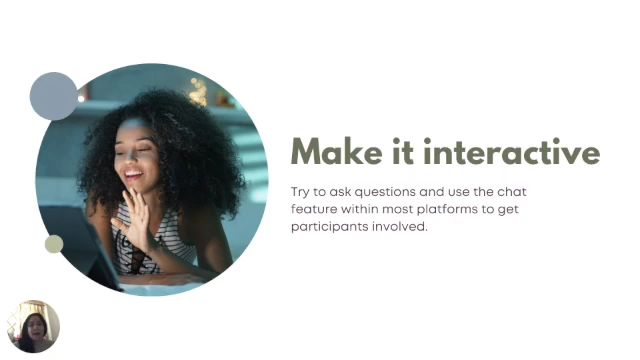 Make it interactive
Try to ask questions and use the chat
feature within most platforms to get
participants involved.